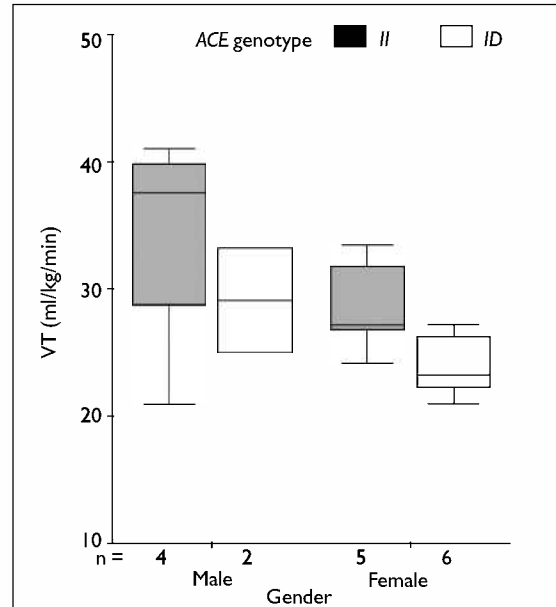 50
ACE genotype II ID
40
30
20
10
VT (ml/kg/min)
n = 4 2 5 6
Male Female
Gender